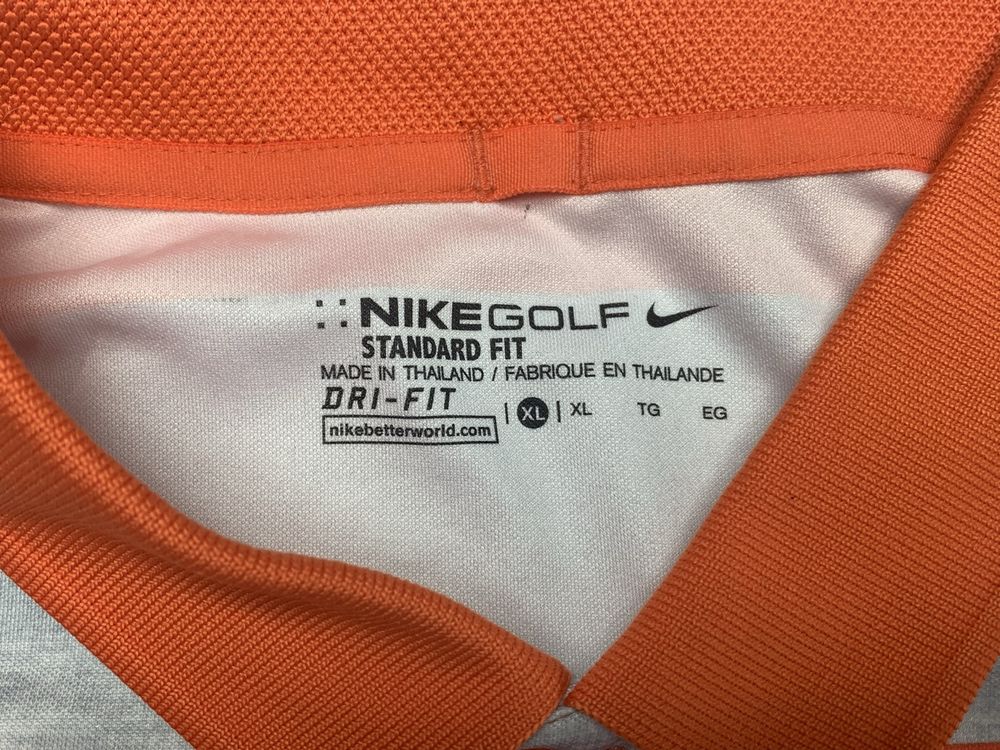 NIKEGOLF
STANDARD FIT
MADE IN THAILAND / FABRIQUE EN THAILANDE
DRI-FIT | XL | XL TG EG
nikebetterworld.com